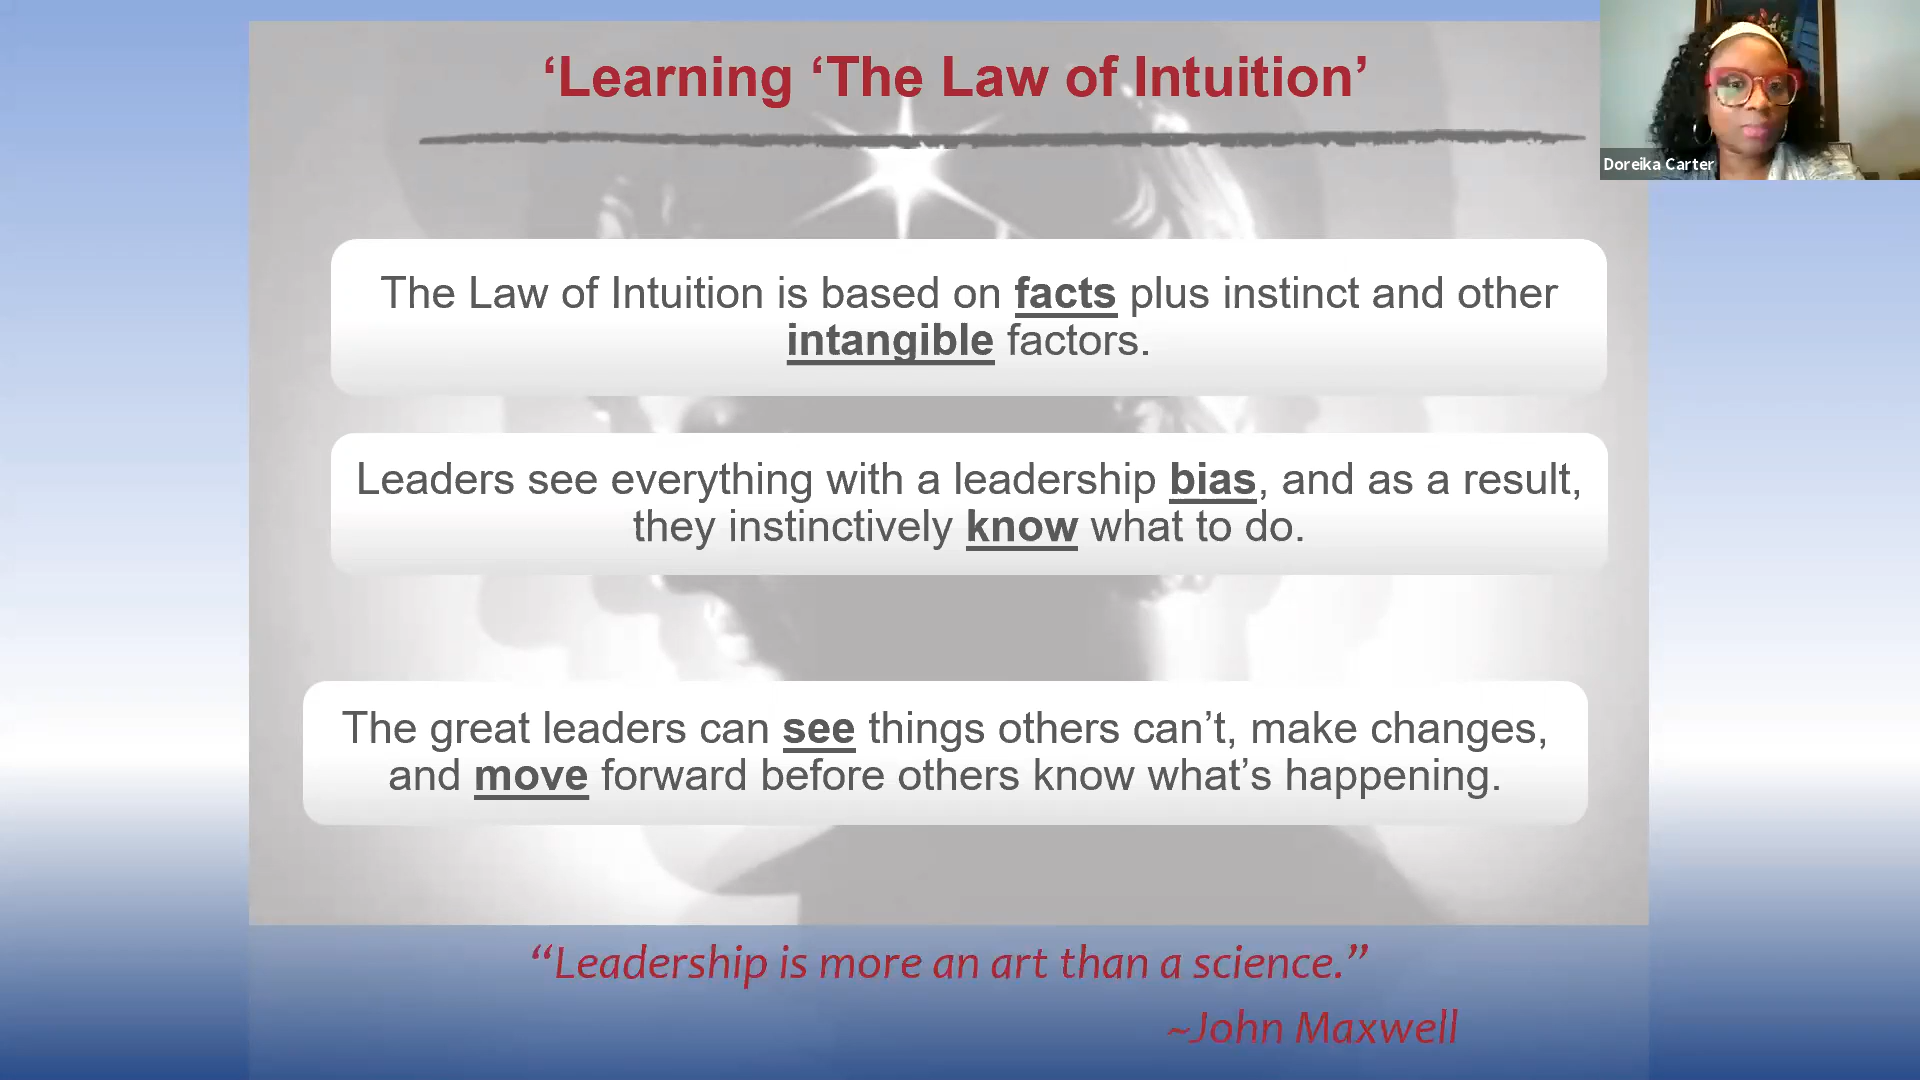 ‘Learning ‘The Law of Intuition’
Doreika Carter
The Law of Intuition is based on facts plus instinct and other
intangible factors.
Leaders see everything with a leadership bias, and as a result,
they instinctively know what to do.
The great leaders can see things others can’t, make changes,
and move forward before others know what’s happening.
“Leadership is more an art than a science.”
~John Maxwell